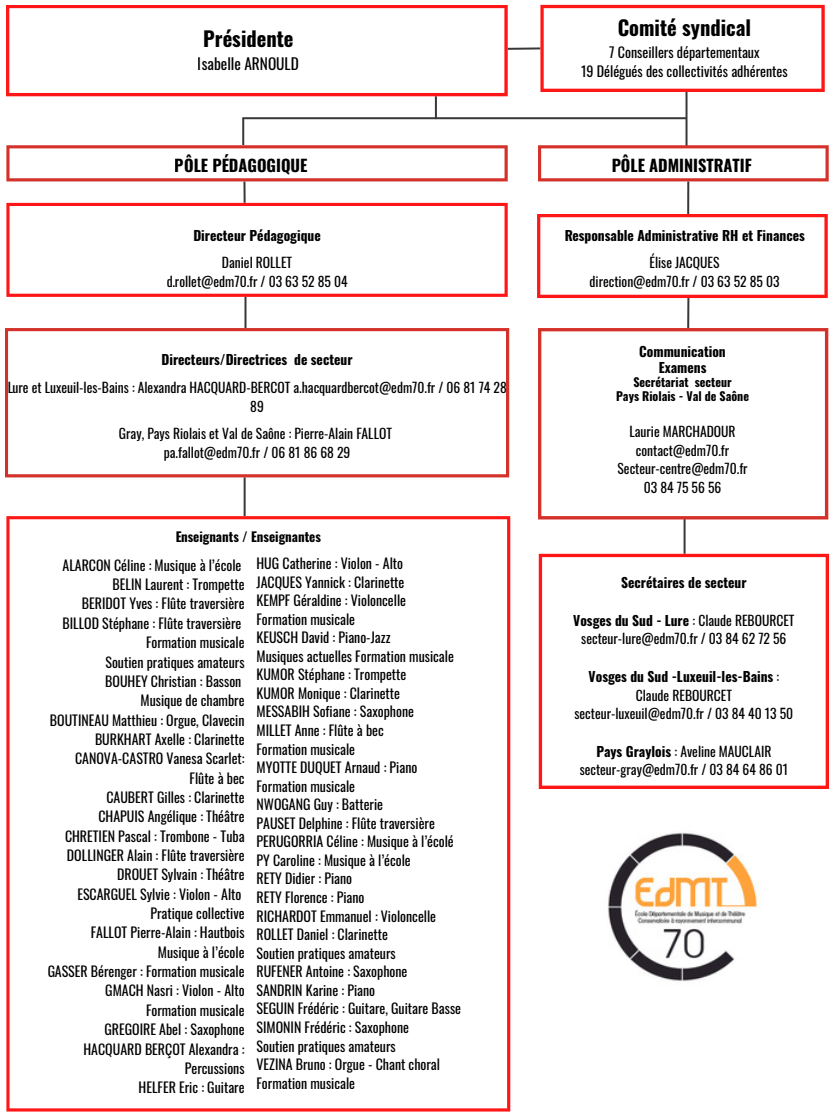 Présidente
Isabelle ARNOULD
Comité syndical
7 Conseillers départementaux
19 Délégués des collectivités adhérentes
PÔLE PÉDAGOGIQUE
PÔLE ADMINISTRATIF
Directeur Pédagogique
Daniel ROLLET
d.rollet@edm70.fr / 03 63 52 85 04
Responsable Administrative RH et Finances
Élise JACQUES
direction@edm70.fr / 03 63 52 85 03
Directeurs/Directrices de secteur
Lure et Luxeuil-les-Bains : Alexandra HACQUARD-BERCOT a.hacquardbercot@edm70.fr / 06 81 74 28
89
Gray, Pays Riolais et Val de Saône : Pierre-Alain FALLOT
pa.fallot@edm70.fr / 06 81 86 68 29
Communication
Examens
Secrétariat secteur
Pays Riolais - Val de Saône
Laurie MARCHADOUR
contact@edm70.fr
Secteur-centre@edm70.fr
03 84 75 56 56
Enseignants / Enseignantes
ALARCON Céline : Musique à l'école
BELIN Laurent : Trompette
BERIDOT Yves : Flûte traversière
BILLOD Stéphane : Flûte traversière
Formation musicale
Soutien pratiques amateurs
BOUHEY Christian : Basson
Musique de chambre
BOUTINEAU Matthieu : Orgue, Clavecin
BURKHART Axelle : Clarinette
CANOVA-CASTRO Vanesa Scarlet:
Flûte à bec
CAUBERT Gilles : Clarinette
CHAPUIS Angélique : Théâtre
CHRETIEN Pascal : Trombone - Tuba
DOLLINGER Alain : Flûte traversière
DROUET Sylvain : Théâtre
ESCARGUEL Sylvie : Violon - Alto
Pratique collective
FALLOT Pierre-Alain : Hautbois
Musique à l'école
GASSER Bérenger : Formation musicale
GMACH Nasri : Violon - Alto
Formation musicale
GREGOIRE Abel : Saxophone
HACQUARD BERÇOT Alexandra :
Percussions
HELFER Eric : Guitare
HUG Catherine : Violon - Alto
JACQUES Yannick : Clarinette
KEMPF Géraldine : Violoncelle
Formation musicale
KEUSCH David : Piano-Jazz
Musiques actuelles Formation musicale
KUMOR Stéphane : Trompette
KUMOR Monique : Clarinette
MESSABIH Sofiane : Saxophone
MILLET Anne : Flûte à bec
Formation musicale
MYOTTE DUQUET Arnaud : Piano
Formation musicale
NWOGANG Guy : Batterie
PAUSET Delphine : Flûte traversière
PERUGORRIA Céline : Musique à l'écolé
PY Caroline : Musique à l'école
RETY Didier : Piano
RETY Florence : Piano
RICHARDOT Emmanuel : Violoncelle
ROLLET Daniel : Clarinette
Soutien pratiques amateurs
RUFENER Antoine : Saxophone
SANDRIN Karine : Piano
SEGUIN Frédéric : Guitare, Guitare Basse
SIMONIN Frédéric : Saxophone
Soutien pratiques amateurs
VEZINA Bruno : Orgue - Chant choral
Formation musicale
Secrétaires de secteur
Vosges du Sud - Lure : Claude REBOURCET
secteur-lure@edm70.fr / 03 84 62 72 56
Vosges du Sud -Luxeuil-les-Bains :
Claude REBOURCET
secteur-luxeuil@edm70.fr / 03 84 40 13 50
Pays Graylois : Aveline MAUCLAIR
secteur-gray@edm70.fr / 03 84 64 86 01
EdMT
École Départementale de Musique et de Théâtre
Conservatoire à rayonnement intercommunal
70